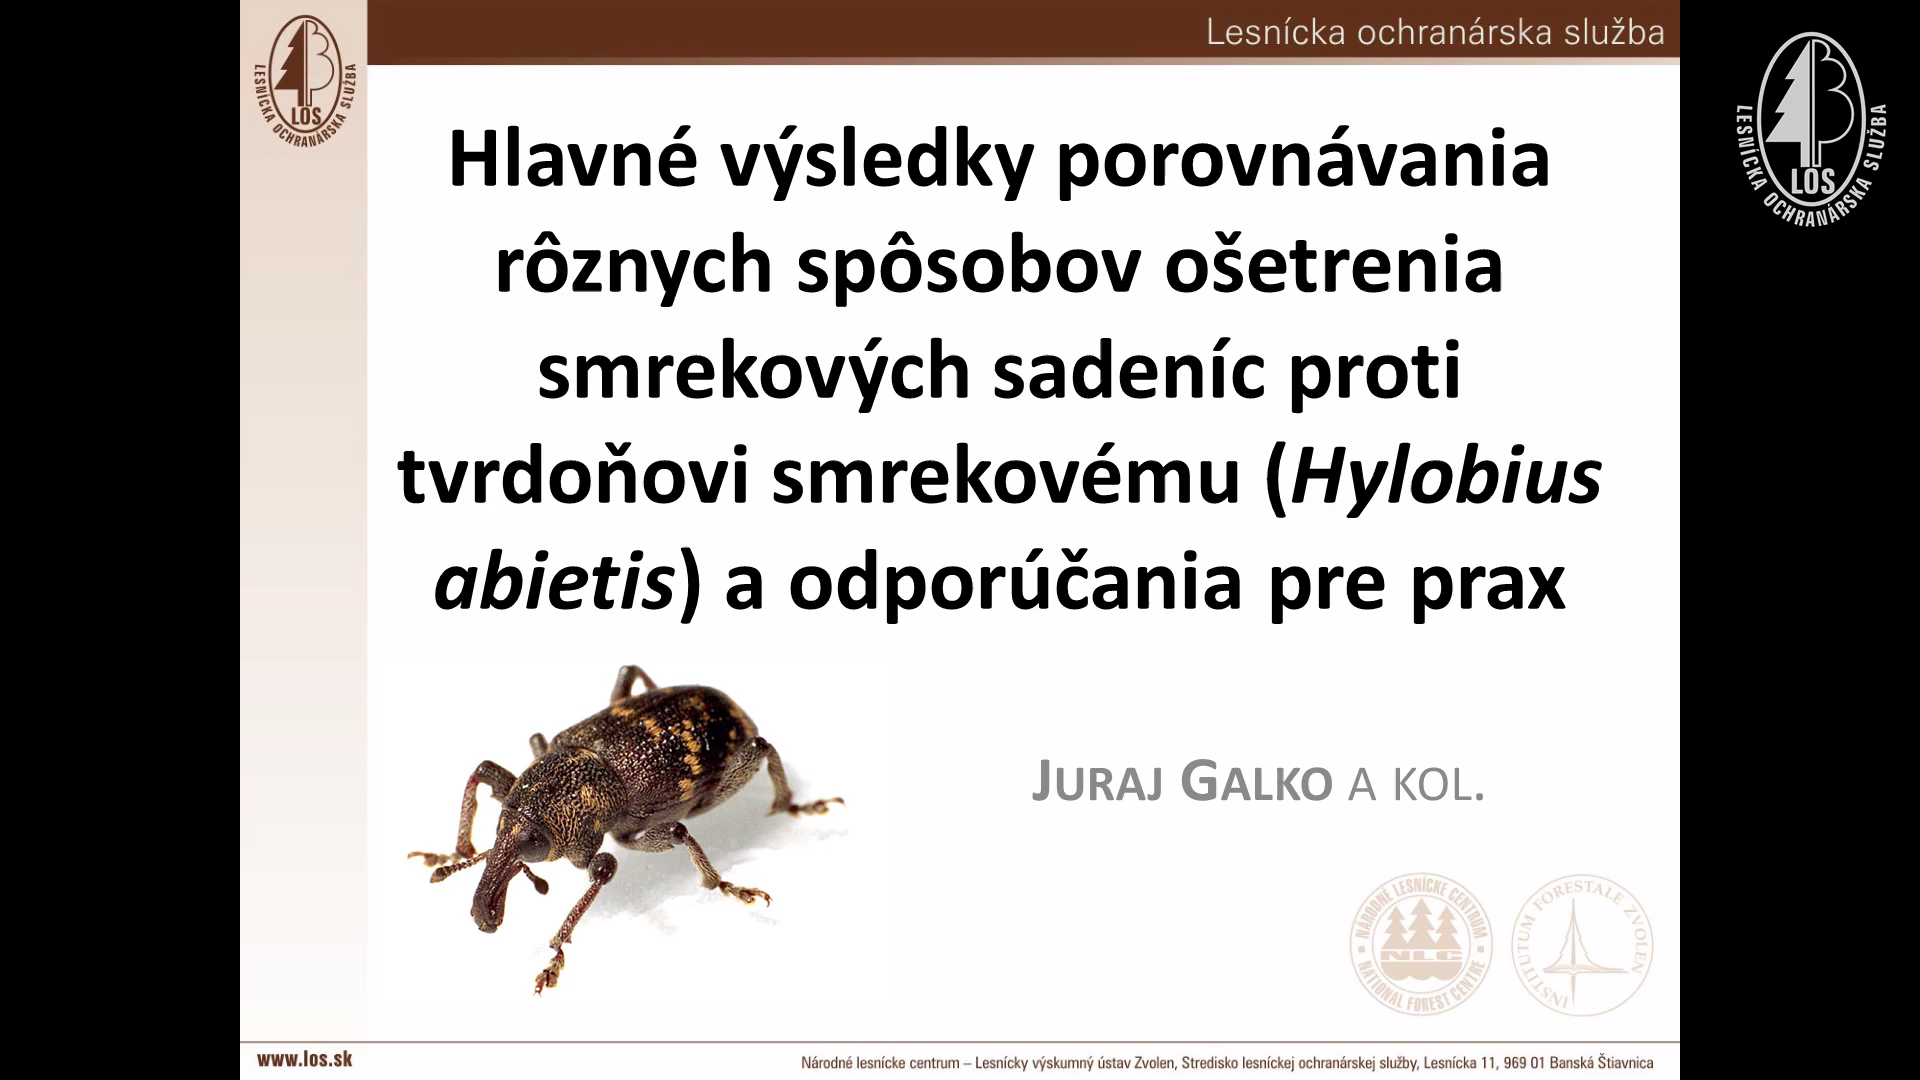 Lesnícka ochranárska služba
LESNÍCKA OCHRANÁRSKA SLUŽBA
LOS
LESNÍCKA OCHRANÁRSKA SLUŽBA
LOS
Hlavné výsledky porovnávania
rôznych spôsobov ošetrenia
smrekových sadeníc proti
tvrdoňovi smrekovému (Hylobius
abietis) a odporúčania pre prax
JURAJ GALKO A KOL.
NÁRODNÉ LESNÍCKE CENTRUM
NLC
NATIONAL FOREST CENTRE
INSTITUTUM FORESTALE ZVOLEN
www.los.sk
Národné lesnícke centrum – Lesnícky výskumný ústav Zvolen, Stredisko lesníckej ochranárskej služby, Lesnícka 11, 969 01 Banská Štiavnica